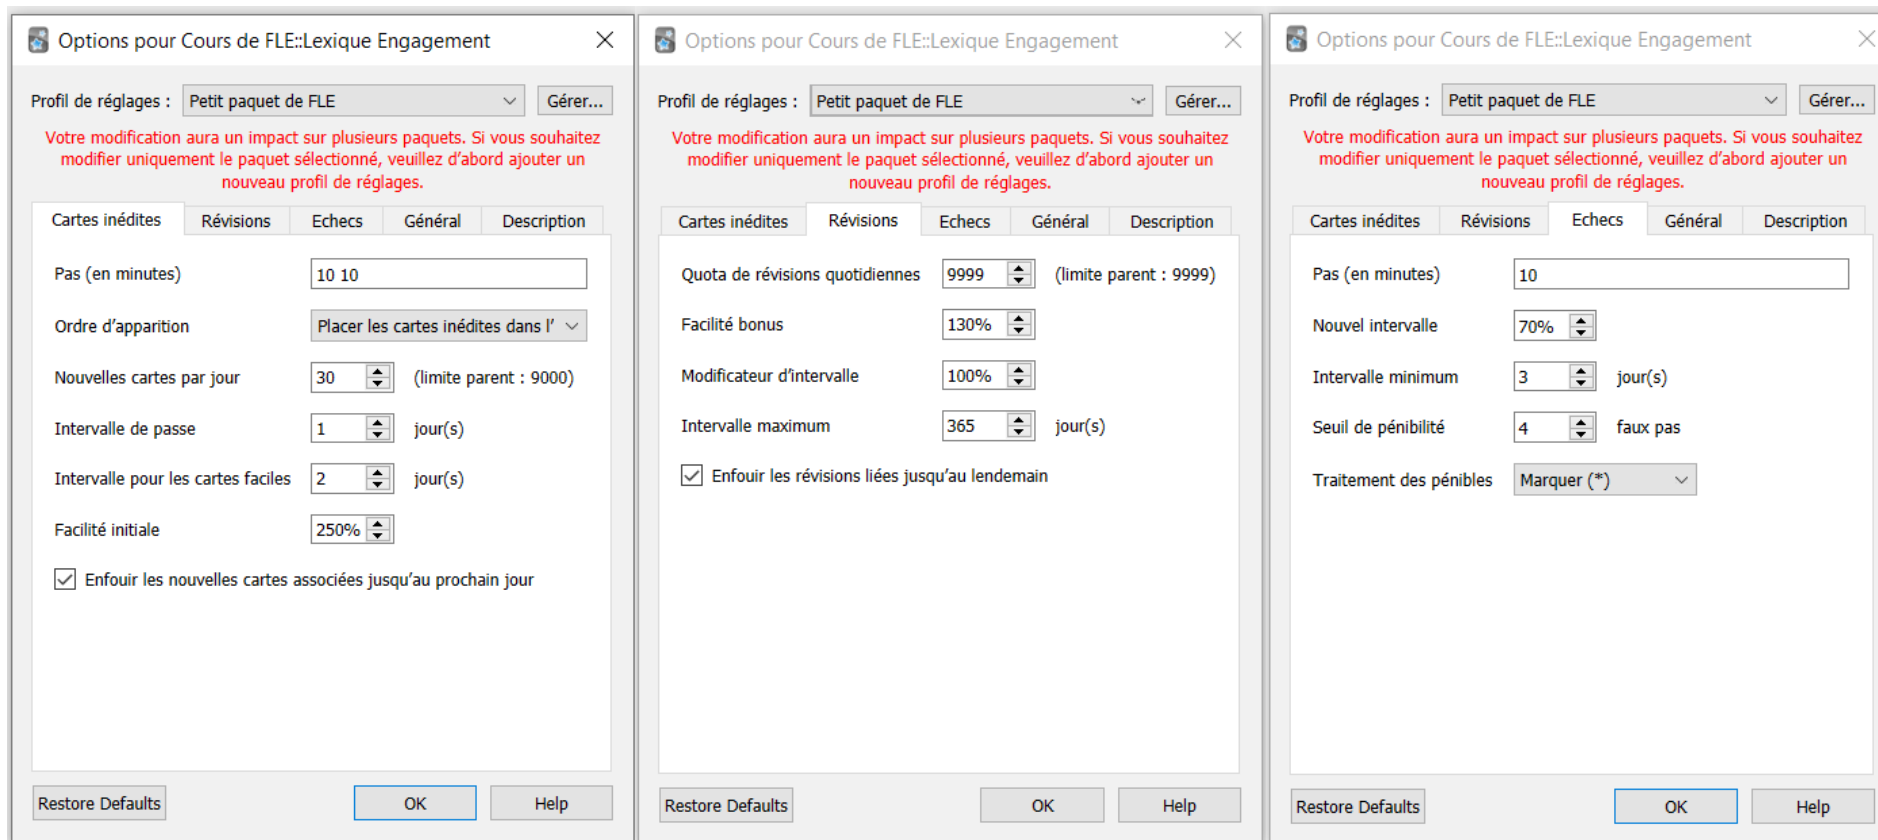 Options pour Cours de FLE::Lexique Engagement
Profil de réglages : Petit paquet de FLE Gérer...
Votre modification aura un impact sur plusieurs paquets. Si vous souhaitez
modifier uniquement le paquet sélectionné, veuillez d'abord ajouter un
nouveau profil de réglages.
Cartes inédites Révisions Echecs Général Description
Pas (en minutes) 10 10
Ordre d'apparition Placer les cartes inédites dans l'
Nouvelles cartes par jour 30 (limite parent : 9000)
Intervalle de passe 1 jour(s)
Intervalle pour les cartes faciles 2 jour(s)
Facilité initiale 250%
Enfouir les nouvelles cartes associées jusqu'au prochain jour
Restore Defaults OK Help
Options pour Cours de FLE::Lexique Engagement
Profil de réglages : Petit paquet de FLE Gérer...
Votre modification aura un impact sur plusieurs paquets. Si vous souhaitez
modifier uniquement le paquet sélectionné, veuillez d'abord ajouter un
nouveau profil de réglages.
Cartes inédites Révisions Echecs Général Description
Quota de révisions quotidiennes 9999 (limite parent : 9999)
Facilité bonus 130%
Modificateur d'intervalle 100%
Intervalle maximum 365 jour(s)
Enfouir les révisions liées jusqu'au lendemain
Restore Defaults OK Help
Options pour Cours de FLE::Lexique Engagement
Profil de réglages : Petit paquet de FLE Gérer...
Votre modification aura un impact sur plusieurs paquets. Si vous souhaitez
modifier uniquement le paquet sélectionné, veuillez d'abord ajouter un
nouveau profil de réglages.
Cartes inédites Révisions Echecs Général Description
Pas (en minutes) 10
Nouvel intervalle 70%
Intervalle minimum 3 jour(s)
Seuil de pénibilité 4 faux pas
Traitement des pénibles Marquer (*)
Restore Defaults OK Help